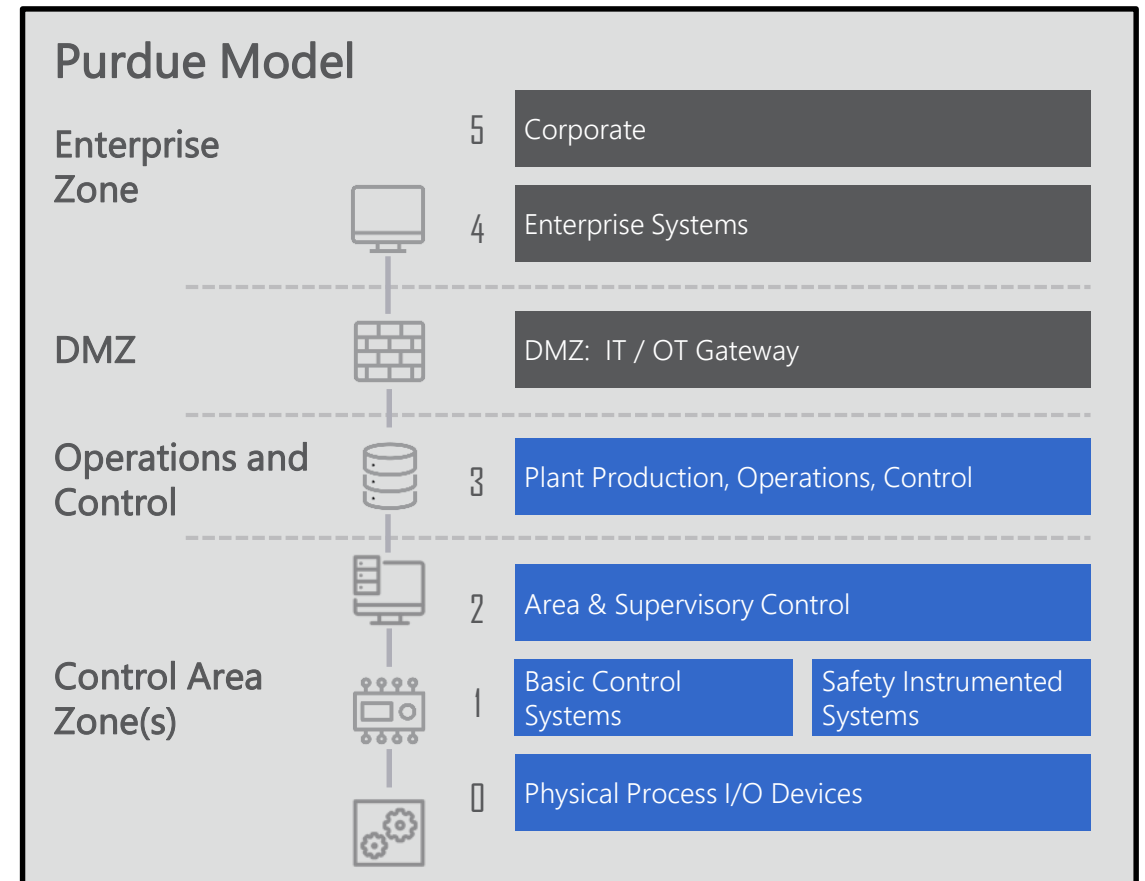 Purdue Model
Enterprise
Zone
5
Corporate
4
Enterprise Systems
DMZ
DMZ:  IT / OT Gateway
Operations and
Control
3
Plant Production, Operations, Control
2
Area & Supervisory Control
Control Area
Zone(s)
1
Basic Control
Systems
Safety Instrumented
Systems
0
Physical Process I/O Devices